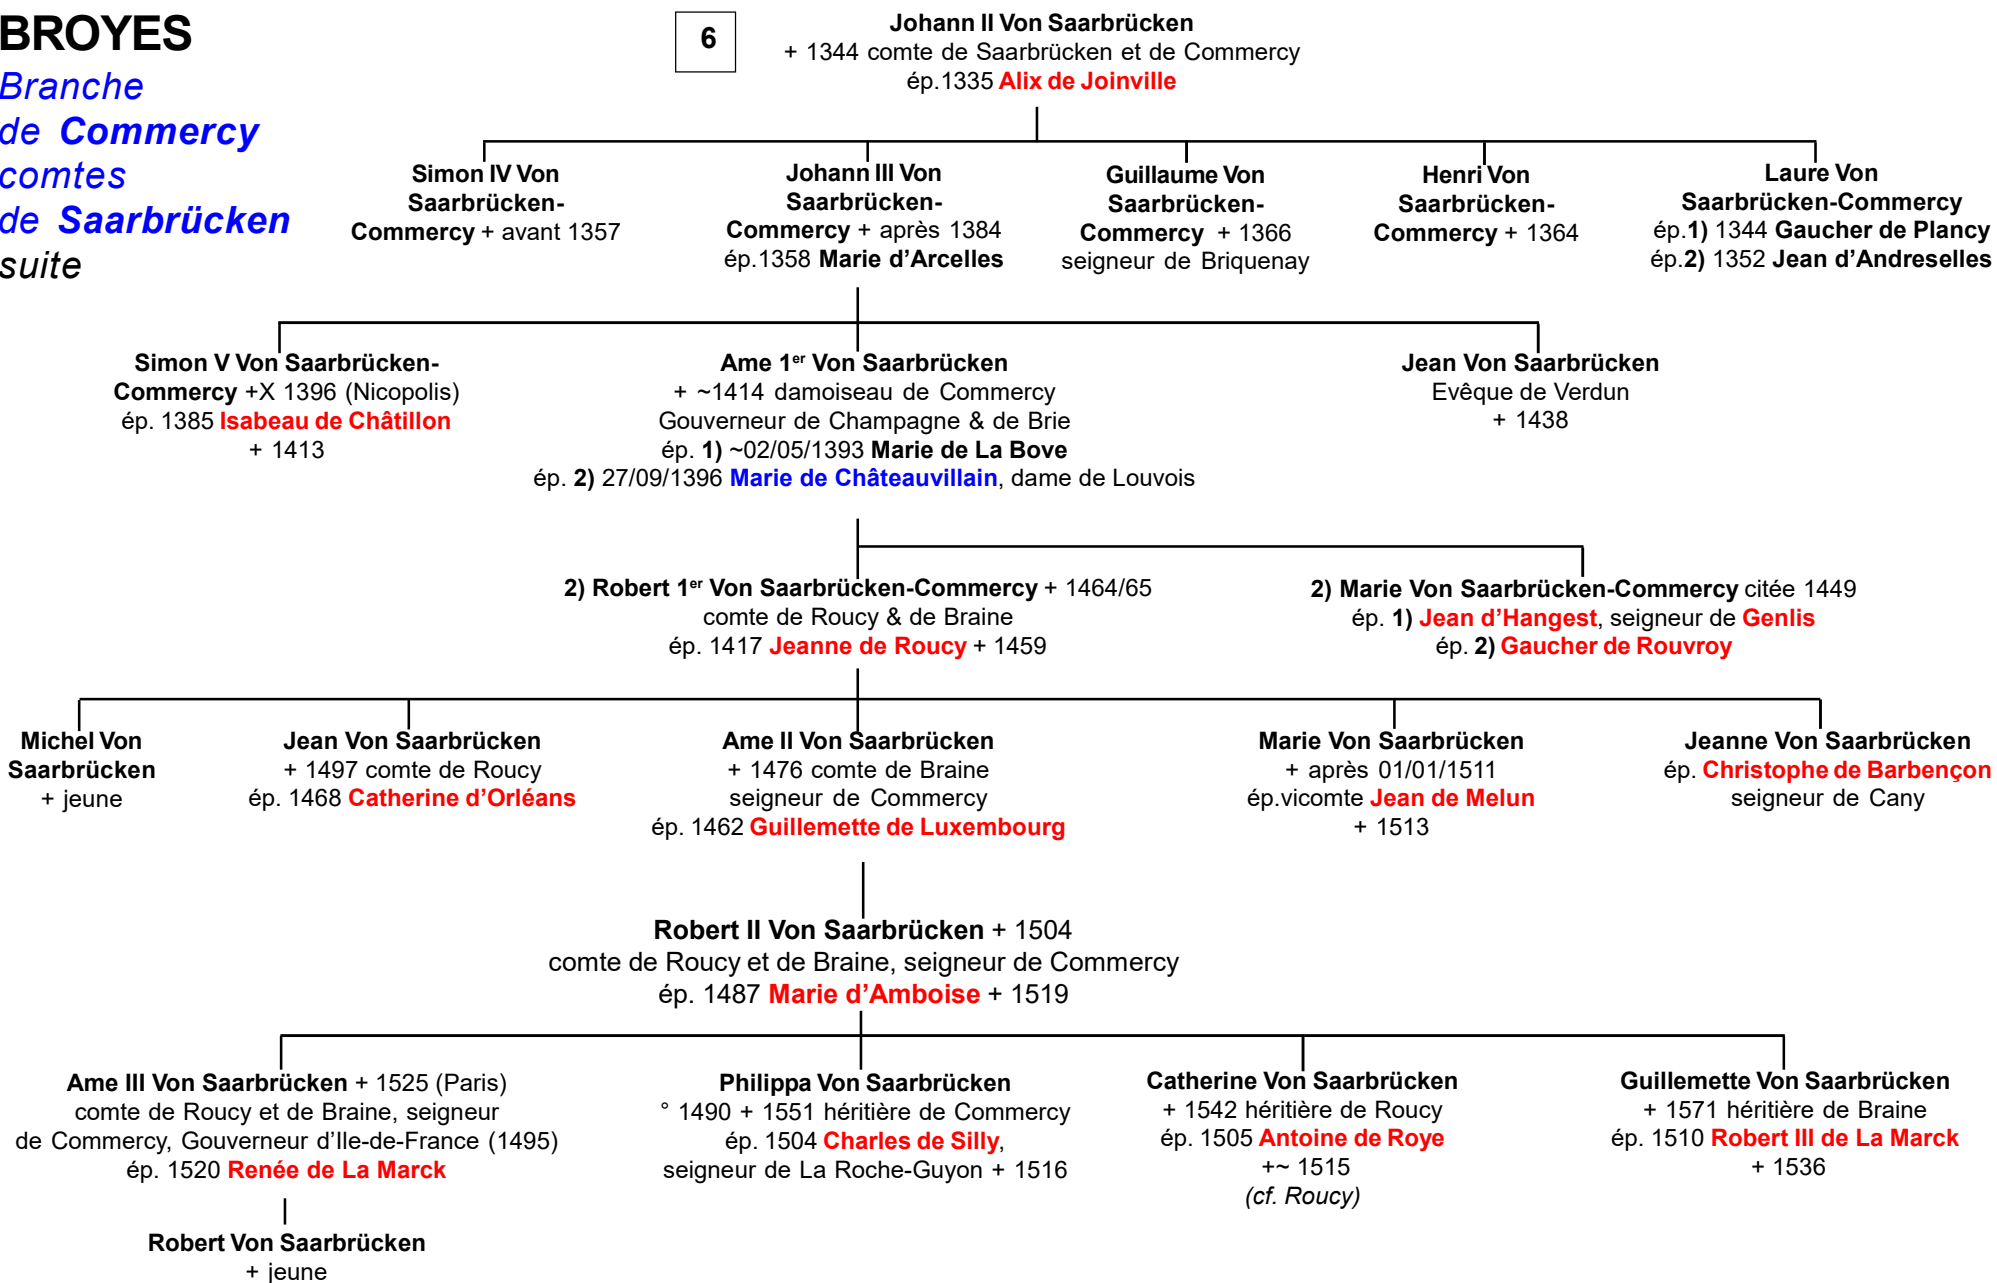 BROYES
Branche
de Commercy
comtes
de Saarbrücken
suite
6
Johann II Von Saarbrücken
+ 1344 comte de Saarbrücken et de Commercy
ép.1335 Alix de Joinville
Simon IV Von
Saarbrücken-
Commercy + avant 1357
Johann III Von
Saarbrücken-
Commercy + après 1384
ép.1358 Marie d'Arcelles
Guillaume Von
Saarbrücken-
Commercy + 1366
seigneur de Briquenay
Henri Von
Saarbrücken-
Commercy + 1364
Laure Von
Saarbrücken-Commercy
ép.1) 1344 Gaucher de Plancy
ép.2) 1352 Jean d'Andreselles
Simon V Von Saarbrücken-
Commercy +X 1396 (Nicopolis)
ép. 1385 Isabeau de Châtillon
+ 1413
Ame 1er Von Saarbrücken
+ ~1414 damoiseau de Commercy
Gouverneur de Champagne & de Brie
ép. 1) ~02/05/1393 Marie de La Bove
ép. 2) 27/09/1396 Marie de Châteauvillain, dame de Louvois
Jean Von Saarbrücken
Evêque de Verdun
+ 1438
2) Robert 1er Von Saarbrücken-Commercy + 1464/65
comte de Roucy & de Braine
ép. 1417 Jeanne de Roucy + 1459
2) Marie Von Saarbrücken-Commercy citée 1449
ép. 1) Jean d'Hangest, seigneur de Genlis
ép. 2) Gaucher de Rouvroy
Michel Von
Saarbrücken
+ jeune
Jean Von Saarbrücken
+ 1497 comte de Roucy
ép. 1468 Catherine d'Orléans
Ame II Von Saarbrücken
+ 1476 comte de Braine
seigneur de Commercy
ép. 1462 Guillemette de Luxembourg
Marie Von Saarbrücken
+ après 01/01/1511
ép.vicomte Jean de Melun
+ 1513
Jeanne Von Saarbrücken
ép. Christophe de Barbençon
seigneur de Cany
Robert II Von Saarbrücken + 1504
comte de Roucy et de Braine, seigneur de Commercy
ép. 1487 Marie d'Amboise + 1519
Ame III Von Saarbrücken + 1525 (Paris)
comte de Roucy et de Braine, seigneur
de Commercy, Gouverneur d'Ile-de-France (1495)
ép. 1520 Renée de La Marck
Philippa Von Saarbrücken
° 1490 + 1551 héritière de Commercy
ép. 1504 Charles de Silly,
seigneur de La Roche-Guyon + 1516
Catherine Von Saarbrücken
+ 1542 héritière de Roucy
ép. 1505 Antoine de Roye
+~ 1515
(cf. Roucy)
Guillemette Von Saarbrücken
+ 1571 héritière de Braine
ép. 1510 Robert III de La Marck
+ 1536
Robert Von Saarbrücken
+ jeune